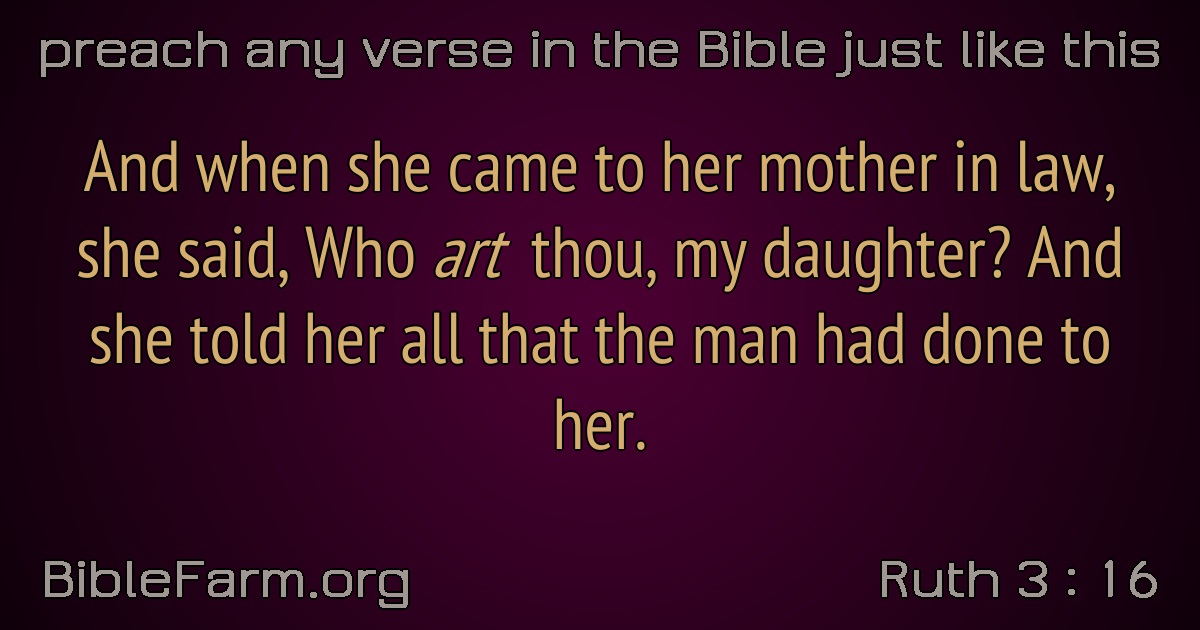 preach any verse in the Bible just like this
And when she came to her mother in law,
she said, Who art thou, my daughter? And
she told her all that the man had done to
her.
BibleFarm.org
Ruth 3 : 16